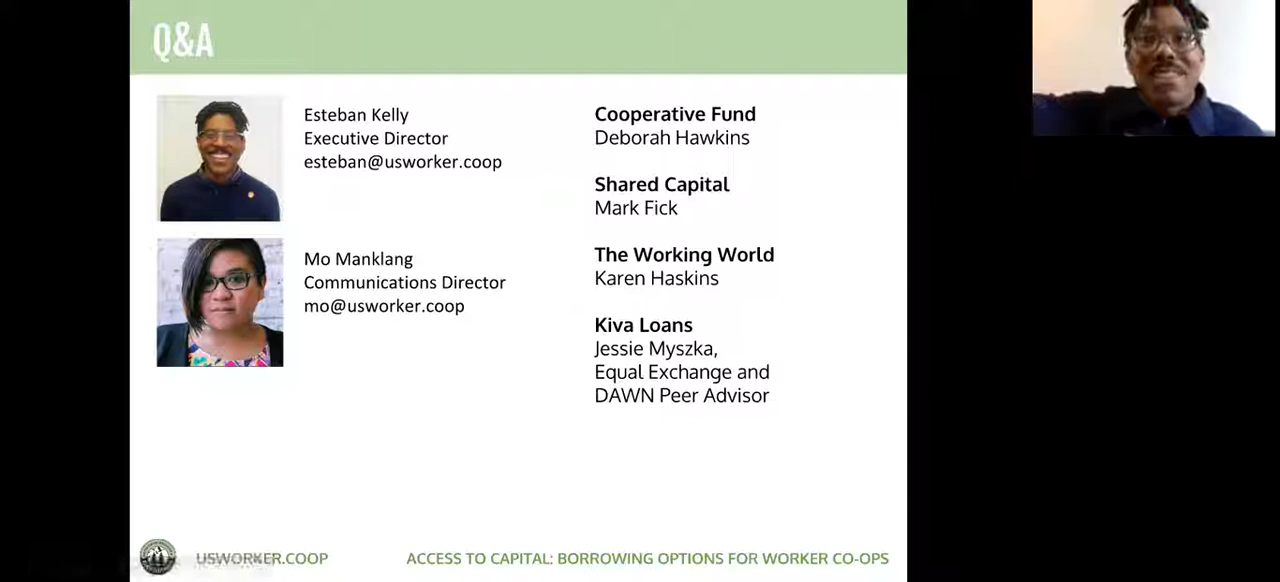 Q&A
Esteban Kelly
Executive Director
esteban@usworker.coop
Mo Manklang
Communications Director
mo@usworker.coop
Cooperative Fund
Deborah Hawkins
Shared Capital
Mark Fick
The Working World
Karen Haskins
Kiva Loans
Jessie Myszka,
Equal Exchange and
DAWN Peer Advisor
USWORKER.COOP
ACCESS TO CAPITAL: BORROWING OPTIONS FOR WORKER CO-OPS